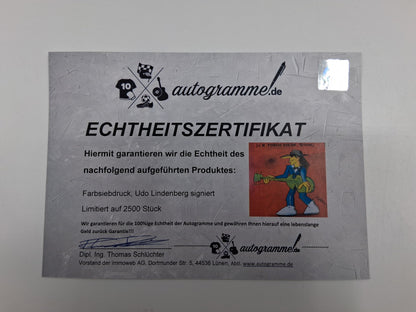 10
autogramme.de
ECHTHEITSZERTIFIKAT
Hiermit garantieren wir die Echtheit des
nachfolgend aufgeführten Produktes:
Farbsiebdruck, Udo Lindenberg signiert
Limitiert auf 2500 Stück
Wir garantieren für die 100%ige Echtheit der Autogramme und gewähren Ihnen hierauf eine lebenslange
Geld zurück Garantie!!!
autogramme.de
Dipl. Ing. Thomas Schlüchter
Vorstand der immoweb AG, Dortmunder Str. 5, 44536 Lünen, Abtl. www.autogramme.de